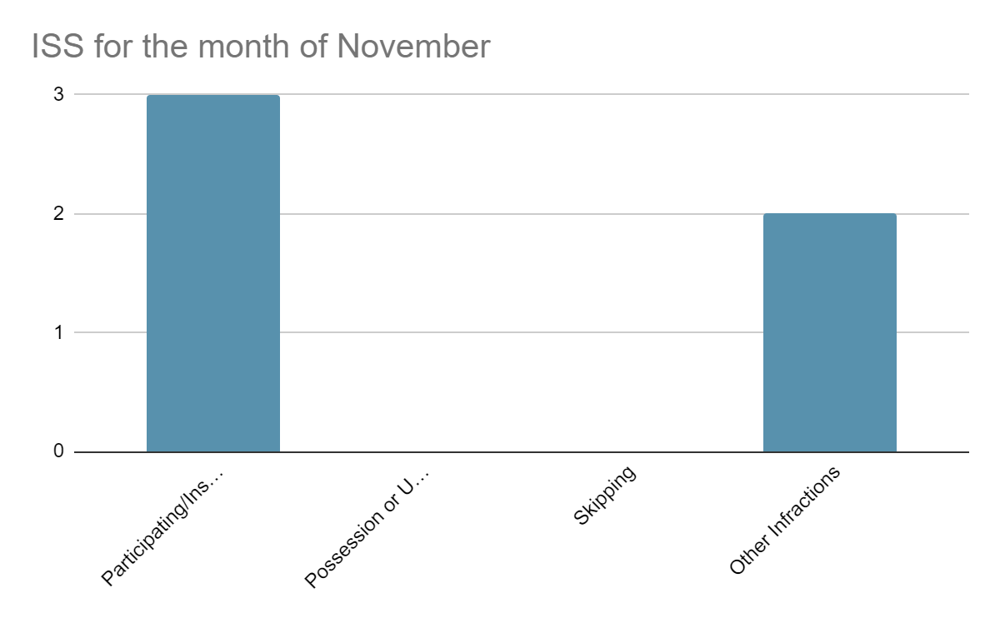 ISS for the month of November
3
2
1
0
Participating/Ins…
Possession or U…
Skipping
Other Infractions